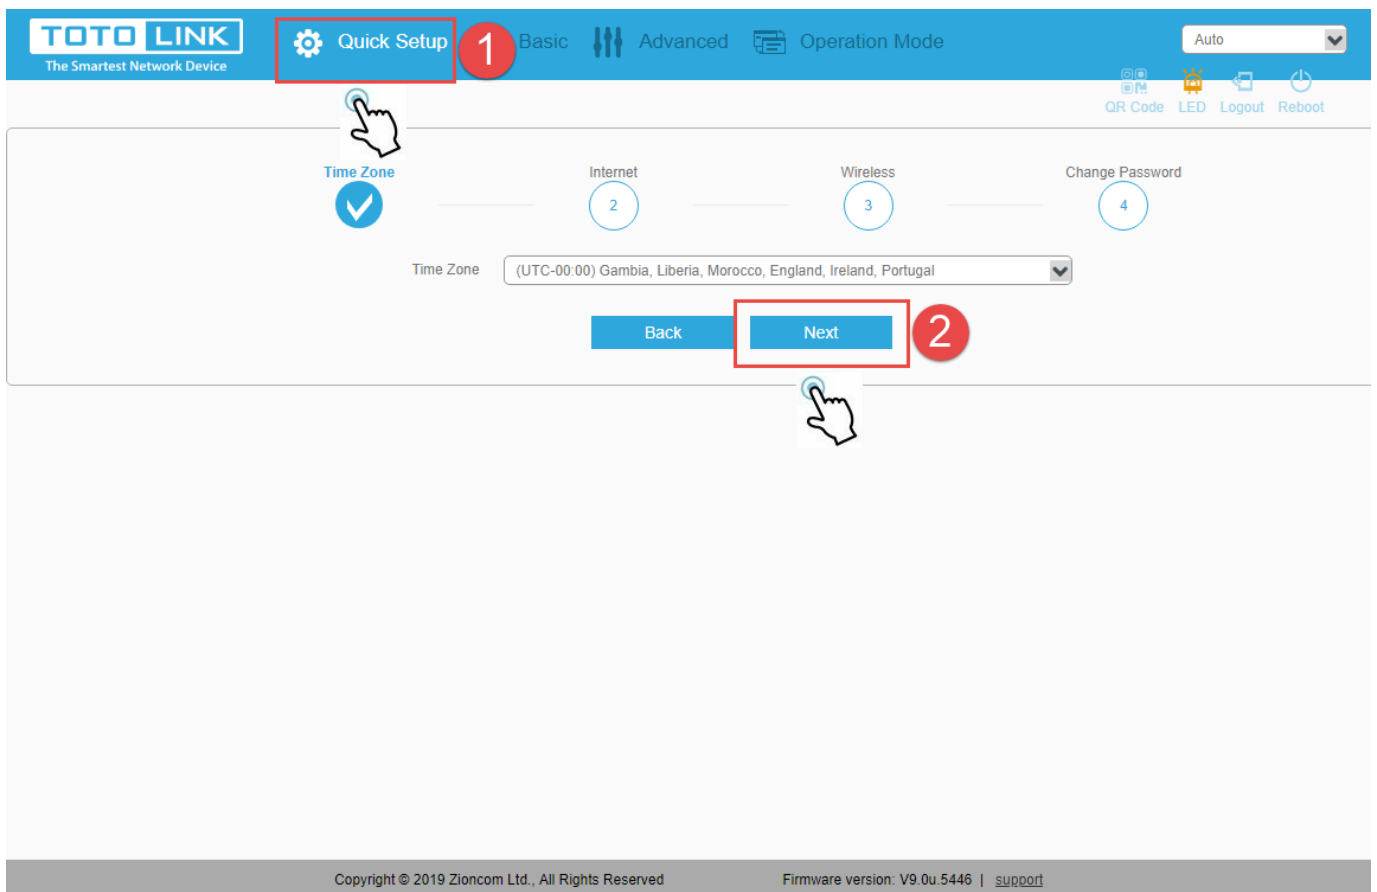 TOTO LINK
The Smartest Network Device
Quick Setup
1
Basic
Advanced
Operation Mode
Auto
QR Code
LED
Logout
Reboot
Time Zone
Internet
2
Wireless
3
Change Password
4
Time Zone
(UTC-00:00) Gambia, Liberia, Morocco, England, Ireland, Portugal
Back
Next
2
Copyright © 2019 Zioncom Ltd., All Rights Reserved
Firmware version: V9.0u.5446 | support